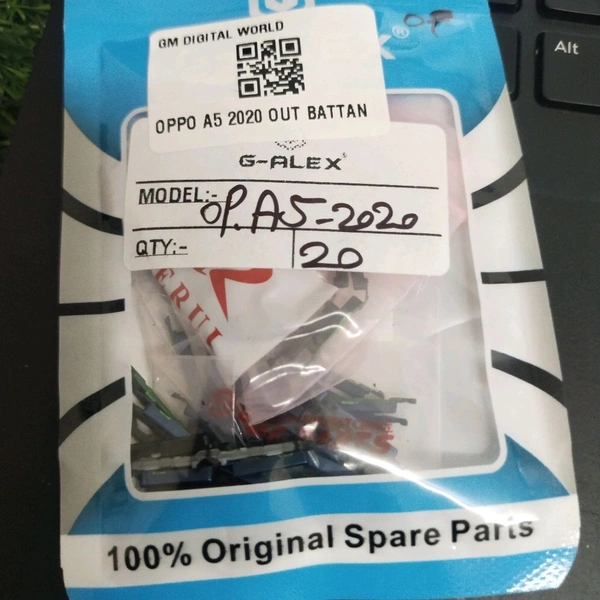 GM DIGITAL WORLD
OPPO A5 2020 OUT BATTAN
G-ALEX
MODEL:- OP.A5-2020
QTY:- 20
100% Original Spare Parts
Alt